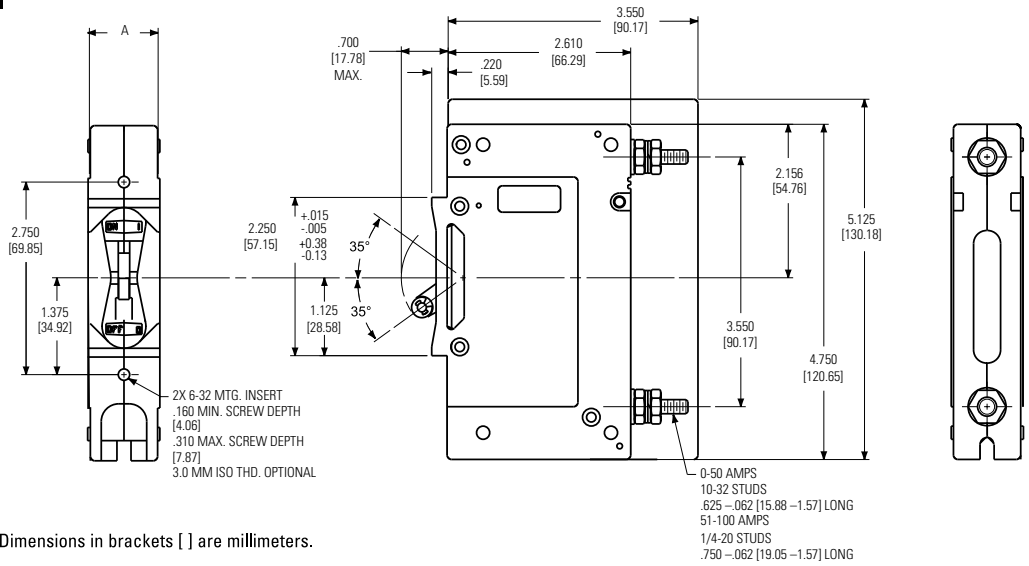 A
2.750
[69.85]
1.375
[34.92]
ON I
OFF O
2X 6-32 MTG. INSERT
.160 MIN. SCREW DEPTH
[4.06]
.310 MAX. SCREW DEPTH
[7.87]
3.0 MM ISO THD. OPTIONAL
3.550
[90.17]
.700
[17.78]
MAX.
2.610
[66.29]
.220
[5.59]
2.250
[57.15]
+.015
-.005
+0.38
-0.13
35°
35°
1.125
[28.58]
2.156
[54.76]
5.125
[130.18]
3.550
[90.17]
4.750
[120.65]
0-50 AMPS
10-32 STUDS
.625 –.062 [15.88 –1.57] LONG
51-100 AMPS
1/4-20 STUDS
.750 –.062 [19.05 –1.57] LONG
Dimensions in brackets [ ] are millimeters.